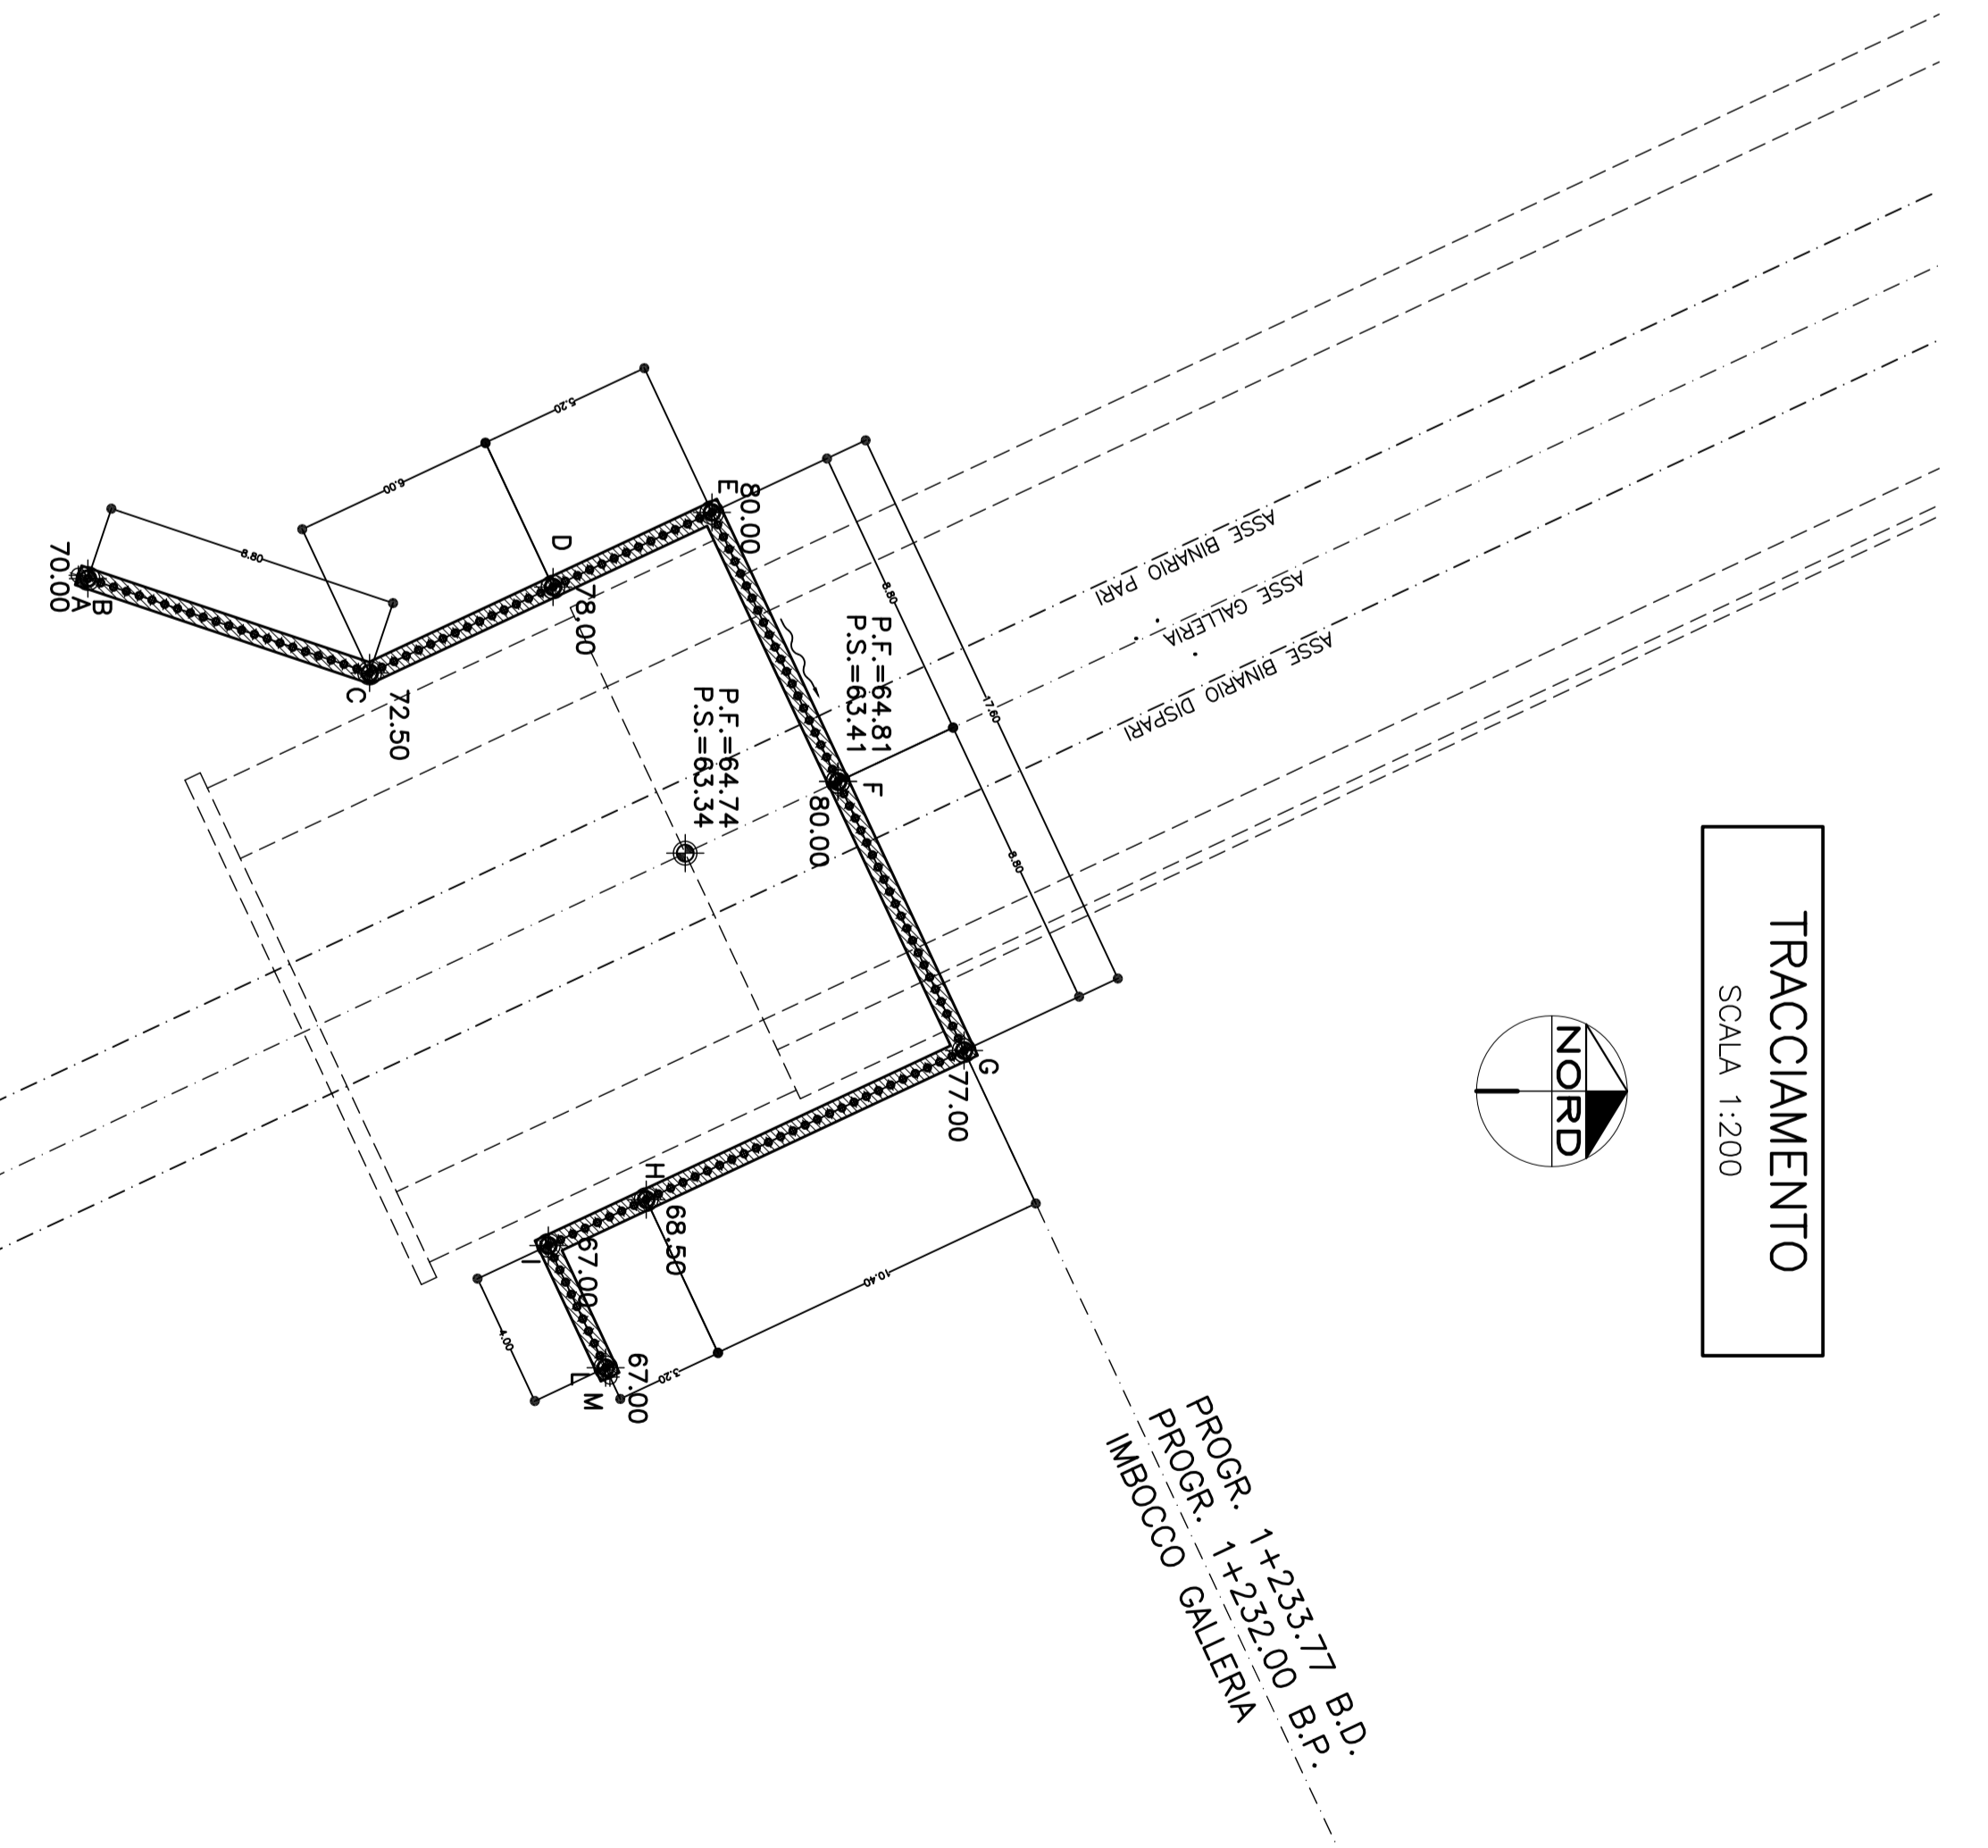 TRACCIAMENTO
SCALA 1:200
NORD
ASSE BINARIO PARI
ASSE GALLERIA
ASSE BINARIO DISPARI
5.20
6.00
8.80
8.80
17.60
8.80
E
80.00
D
78.00
70.00
A
B
C
72.50
P.F.=64.81
P.S.=63.41
P.F.=64.74
P.S.=63.34
F
80.00
G
77.00
H
68.50
I
67.00
L
M
67.00
4.00
3.20
10.40
PROGR. 1+233.77 B.D.
PROGR. 1+232.00 B.P.
IMBOCCO GALLERIA